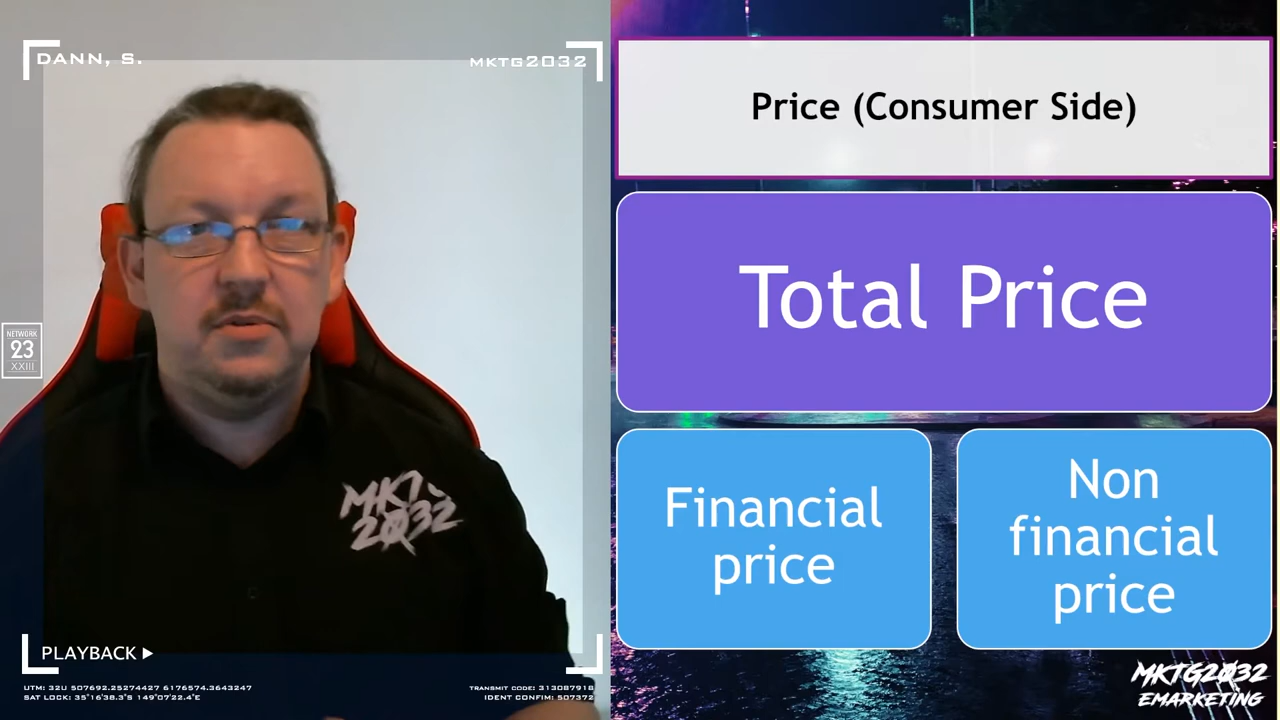 DANN, S.
MKTG2032
NETWORK
23
XXIII
MKTG
2032
PLAYBACK
UTM: 32U 507692.25274427 6176574.3643247
SAT LOCK: 35°16'38.3"S 149°07'22.4"E
TRANSMIT CODE: 313087918
IDENT CONFIM: 507372
Price (Consumer Side)
Total Price
Financial
price
Non
financial
price
MKTG2032
EMARKETING